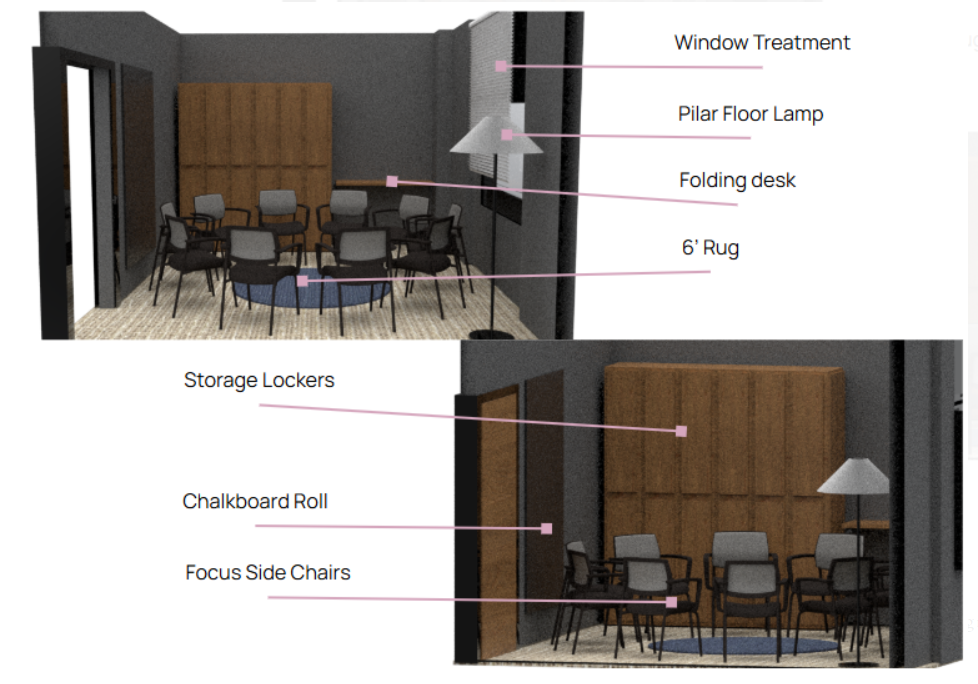 Window Treatment
Pilar Floor Lamp
Folding desk
6’ Rug
Storage Lockers
Chalkboard Roll
Focus Side Chairs